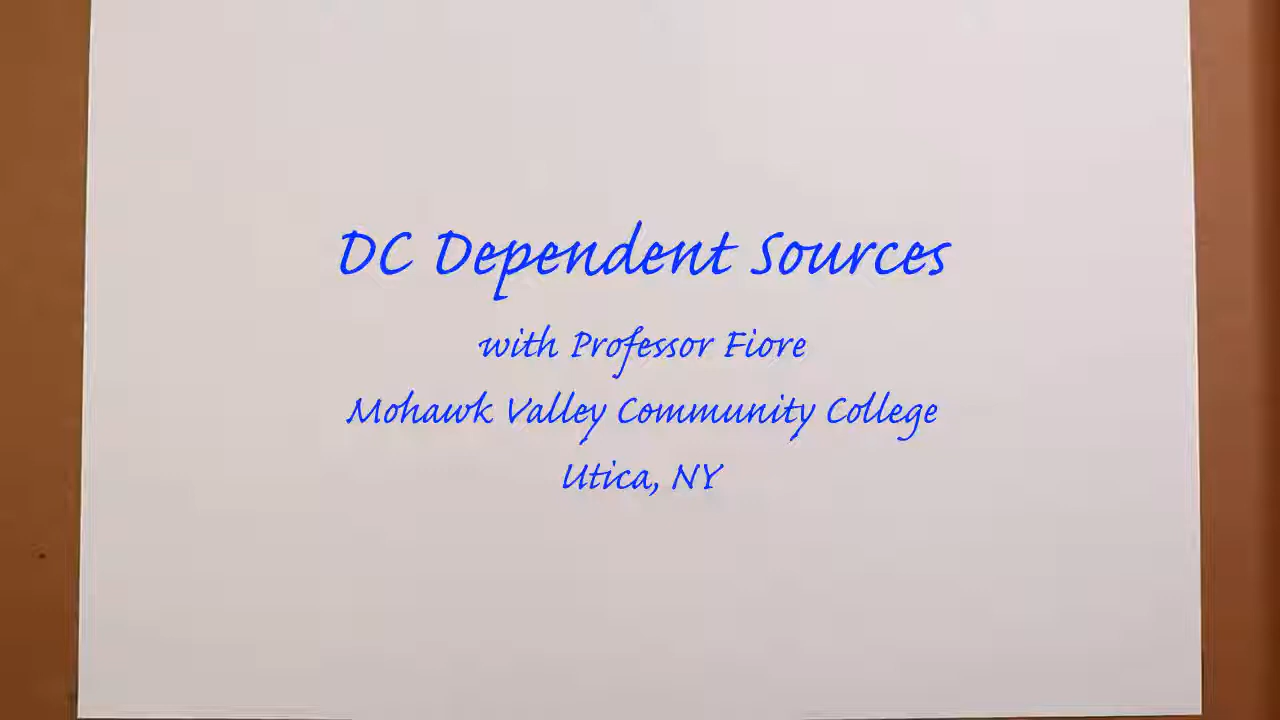 DC Dependent Sources
with Professor Fiore
Mohawk Valley Community College
Utica, NY